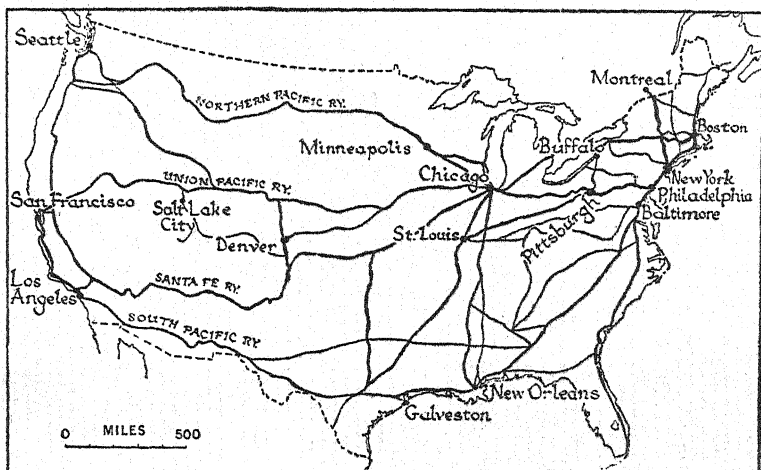 Seattle
Montreal
NORTHERN PACIFIC RY.
Boston
Minneapolis
Buffalo
Chicago
New York
UNION PACIFIC RY.
Philadelphia
San Francisco
Salt Lake
City
Baltimore
Pittsburgh
Denver
St. Louis
Los
Angeles
SANTA FE RY.
SOUTH PACIFIC RY.
New Orleans
Galveston
0 MILES 500